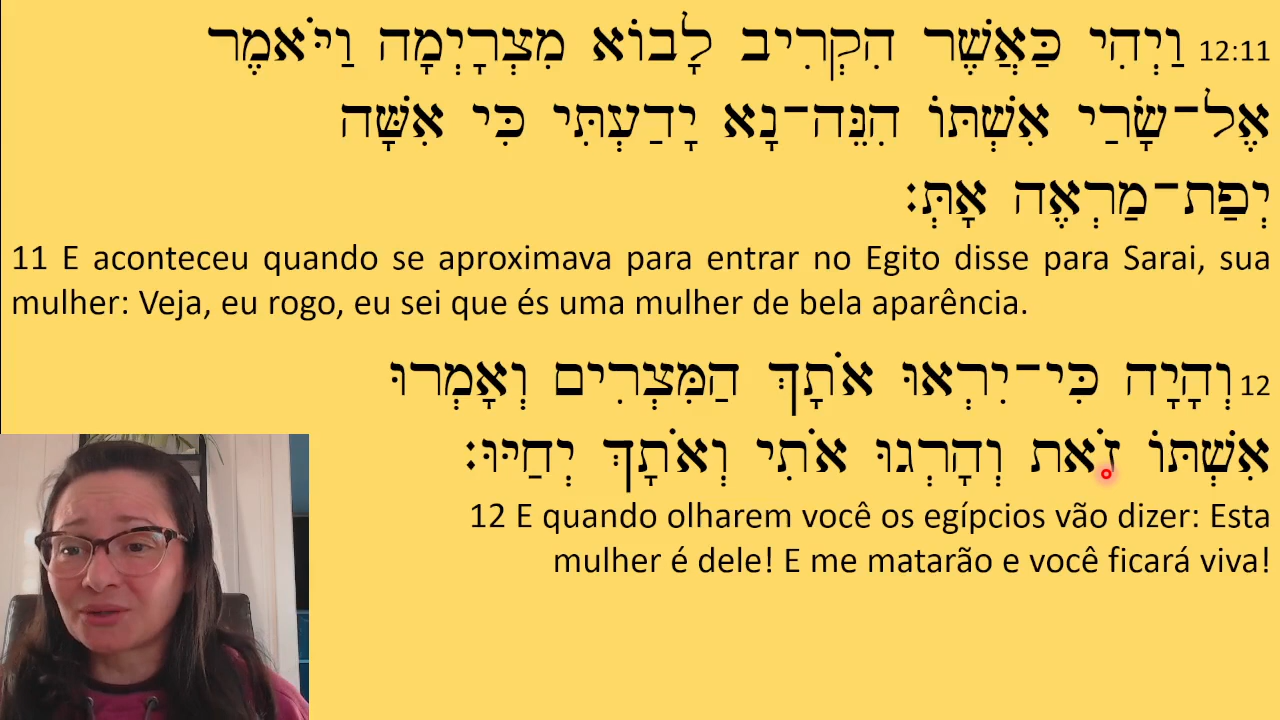 12:11 וַיְהִי כַּאֲשֶׁר הִקְרִיב לָבוֹא מִצְרָיְמָה וַיֹּאמֶר
אֶל־שָׂרַי אִשְׁתּוֹ הִנֵּה־נָא יָדַעְתִּי כִּי אִשָּׁה
יְפַת־מַרְאֶה אָתְּ׃
11 E aconteceu quando se aproximava para entrar no Egito disse para Sarai, sua
mulher: Veja, eu rogo, eu sei que és uma mulher de bela aparência.
12 וְהָיָה כִּי־יִרְאוּ אֹתָךְ הַמִּצְרִים וְאָמְרוּ
אִשְׁתּוֹ זֹאת וְהָרְגוּ אֹתִי וְאֹתָךְ יְחַיּוּ׃
12 E quando olharem você os egípcios vão dizer: Esta
mulher é dele! E me matarão e você ficará viva!